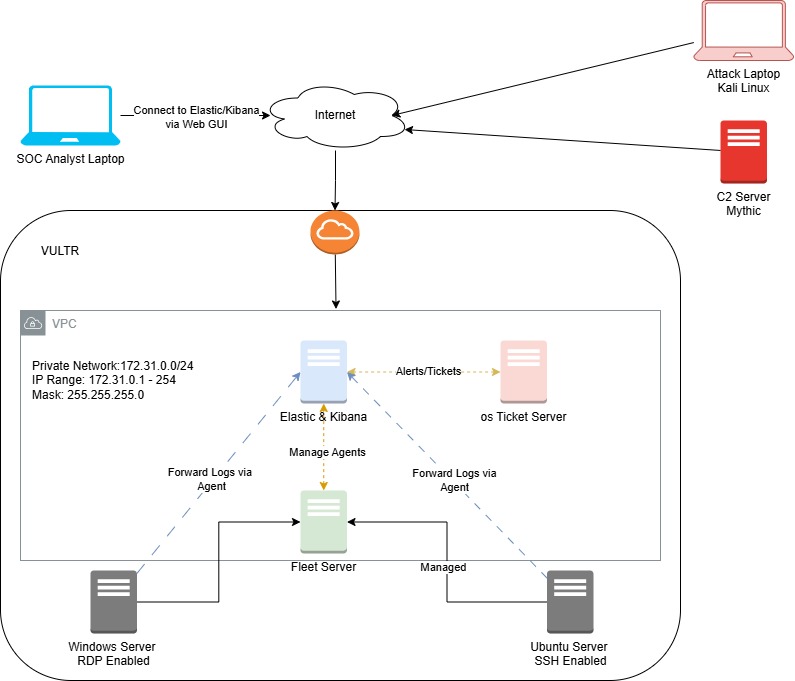 Attack Laptop
Kali Linux
Connect to Elastic/Kibana
via Web GUI
Internet
SOC Analyst Laptop
C2 Server
Mythic
VULTR
VPC
Private Network:172.31.0.0/24
IP Range: 172.31.0.1 - 254
Mask: 255.255.255.0
Alerts/Tickets
Elastic & Kibana
os Ticket Server
Manage Agents
Forward Logs via
Agent
Forward Logs via
Agent
Fleet Server
Managed
Windows Server
RDP Enabled
Ubuntu Server
SSH Enabled